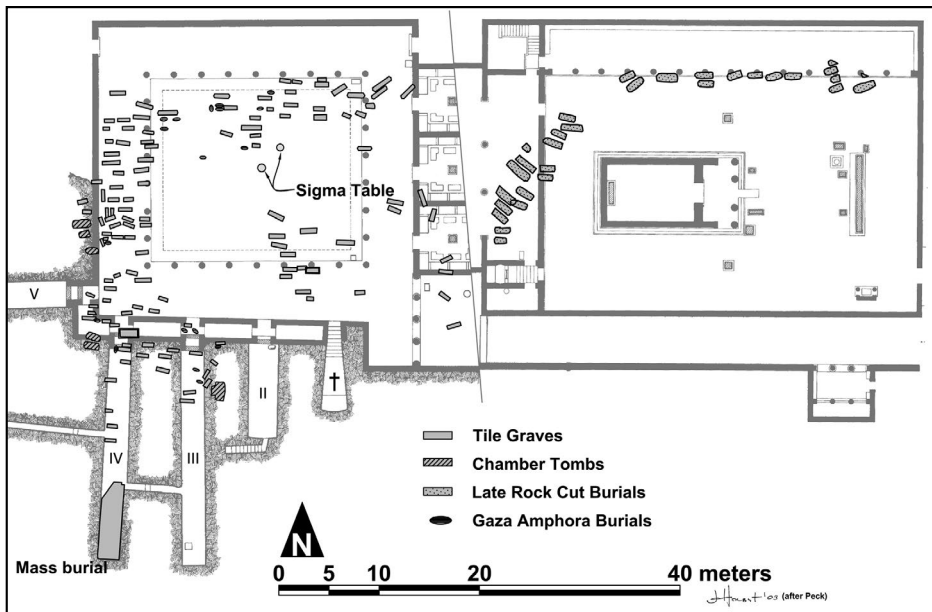 Sigma Table
V
II
IV
III
Tile Graves
Chamber Tombs
Late Rock Cut Burials
Gaza Amphora Burials
Mass burial
N
0 5 10 20 40 meters
'03 (after Peck)